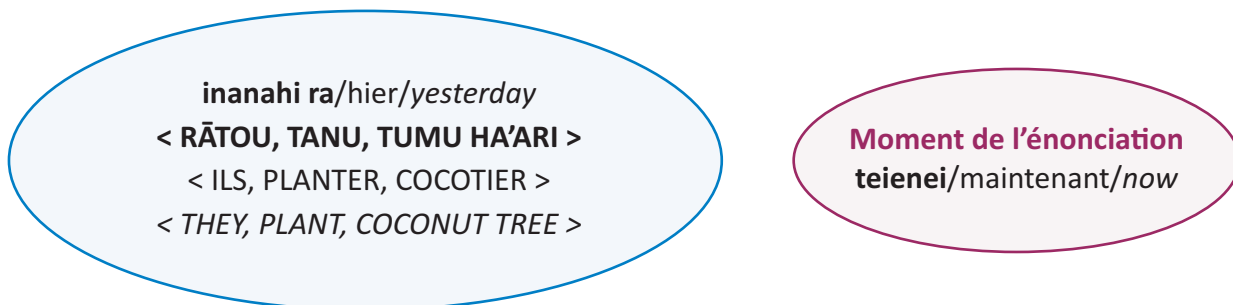 inanahi ra/hier/yesterday
< RĀTOU, TANU, TUMU HA’ARI >
< ILS, PLANTER, COCOTIER >
< THEY, PLANT, COCONUT TREE >
Moment de l’énonciation
teienei/maintenant/now